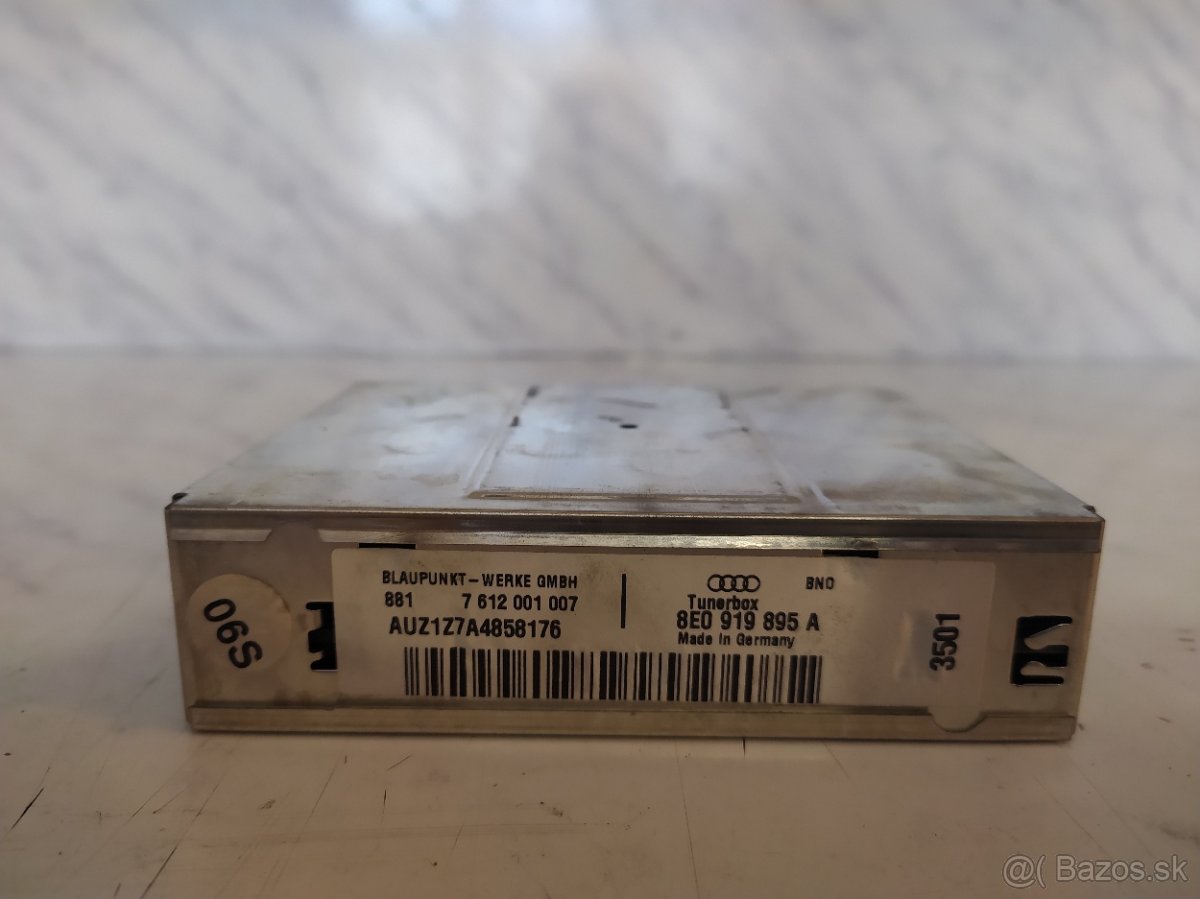 BLAUPUNKT-WERKE GMBH
881 7 612 001 007
AUZ1Z7A4858176
BNO
Tunerbox
8E0 919 895 A
Made in Germany
3501
S90
@( Bazos.sk